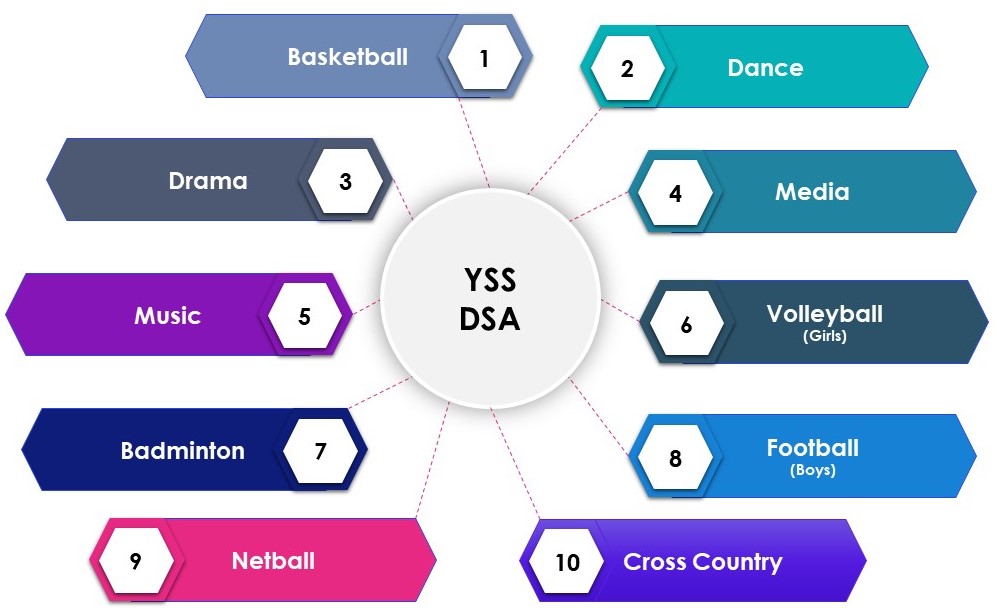 Basketball 1
2 Dance
Drama 3
4 Media
YSS
DSA
Music 5
6 Volleyball
(Girls)
Badminton 7
8 Football
(Boys)
9 Netball
10 Cross Country